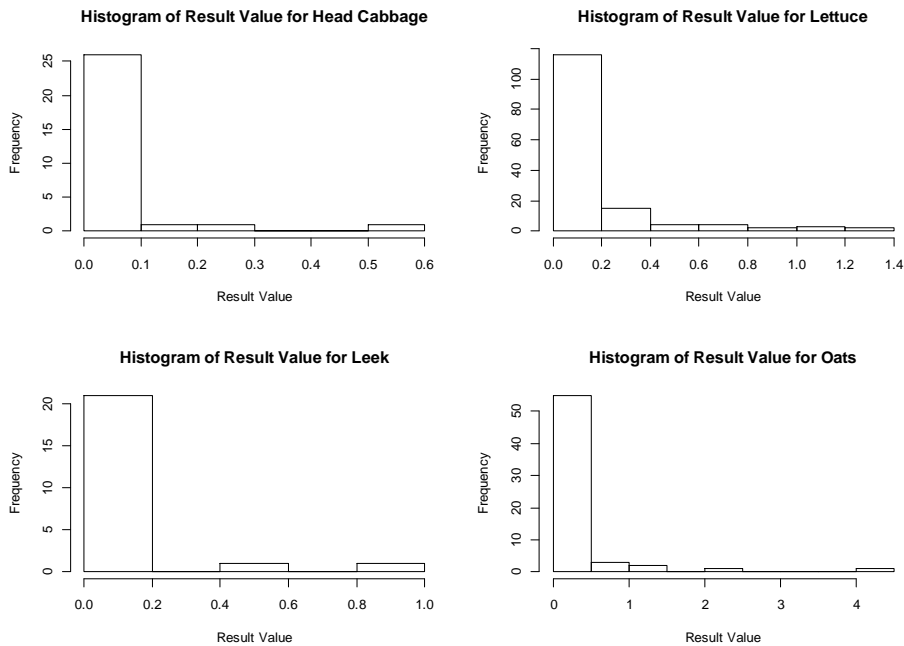 Histogram of Result Value for Head Cabbage
Frequency
0 5 10 15 20 25
0.0 0.1 0.2 0.3 0.4 0.5 0.6
Result Value
Histogram of Result Value for Lettuce
Frequency
0 20 40 60 80 100
0.0 0.2 0.4 0.6 0.8 1.0 1.2 1.4
Result Value
Histogram of Result Value for Leek
Frequency
0 5 10 15 20
0.0 0.2 0.4 0.6 0.8 1.0
Result Value
Histogram of Result Value for Oats
Frequency
0 10 20 30 40 50
0 1 2 3 4
Result Value